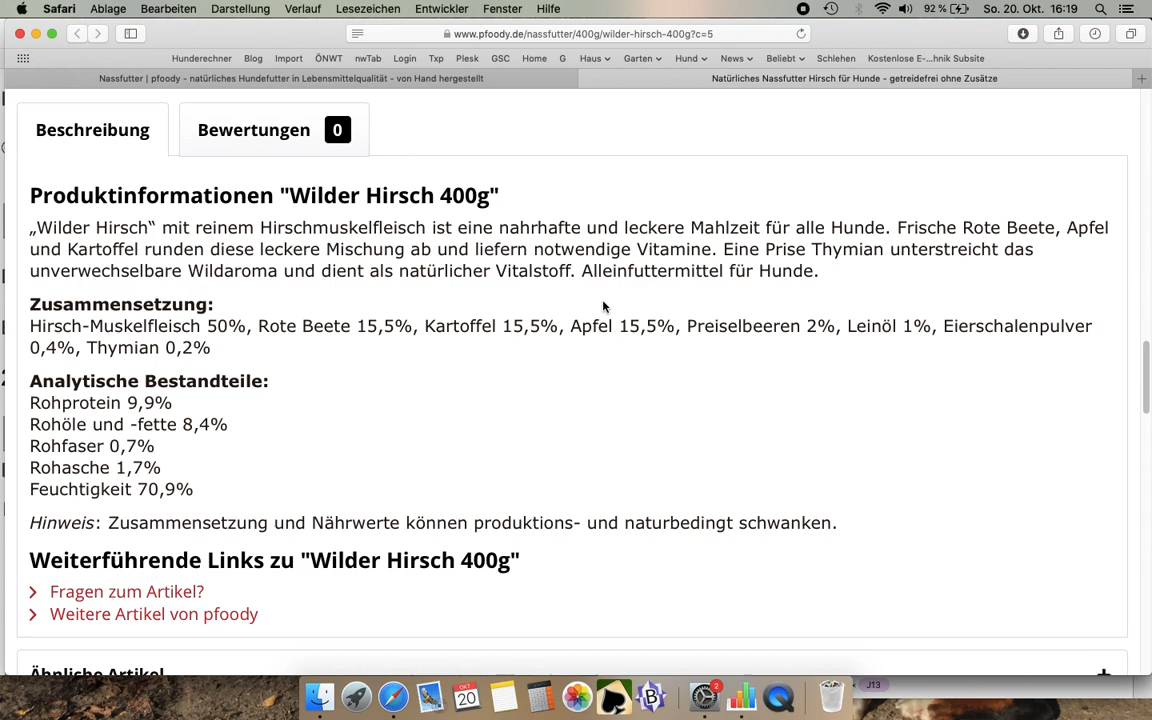 Safari Ablage Bearbeiten Darstellung Verlauf Lesezeichen Entwickler Fenster Hilfe 92 % So. 20. Okt. 16:19
www.pfoody.de/nassfutter/400g/wilder-hirsch-400g?c=5
Hunderechner Blog Import ÖNWT nwTab Login Txp Plesk GSC Home G Haus Garten Hund News Beliebt Schlehen Kostenlose E-...hnik Subsite
Nassfutter | pfoody - natürliches Hundefutter in Lebensmittelqualität - von Hand hergestellt Natürliches Nassfutter Hirsch für Hunde - getreidefrei ohne Zusätze
Beschreibung Bewertungen 0
Produktinformationen "Wilder Hirsch 400g"
„Wilder Hirsch“ mit reinem Hirschmuskelfleisch ist eine nahrhafte und leckere Mahlzeit für alle Hunde. Frische Rote Beete, Apfel
und Kartoffel runden diese leckere Mischung ab und liefern notwendige Vitamine. Eine Prise Thymian unterstreicht das
unverwechselbare Wildaroma und dient als natürlicher Vitalstoff. Alleinfuttermittel für Hunde.
Zusammensetzung:
Hirsch-Muskelfleisch 50%, Rote Beete 15,5%, Kartoffel 15,5%, Apfel 15,5%, Preiselbeeren 2%, Leinöl 1%, Eierschalenpulver
0,4%, Thymian 0,2%
Analytische Bestandteile:
Rohprotein 9,9%
Rohöle und -fette 8,4%
Rohfaser 0,7%
Rohasche 1,7%
Feuchtigkeit 70,9%
Hinweis: Zusammensetzung und Nährwerte können produktions- und naturbedingt schwanken.
Weiterführende Links zu "Wilder Hirsch 400g"
Fragen zum Artikel?
Weitere Artikel von pfoody
Ähnliche Artikel
J13
OKT
20
2